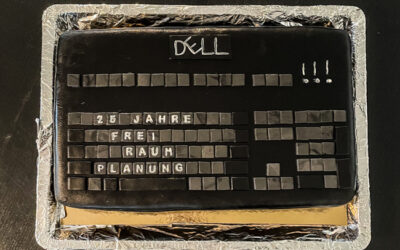 DELL
!!!
25 JAHRE
FREI
RAUM
PLANUNG